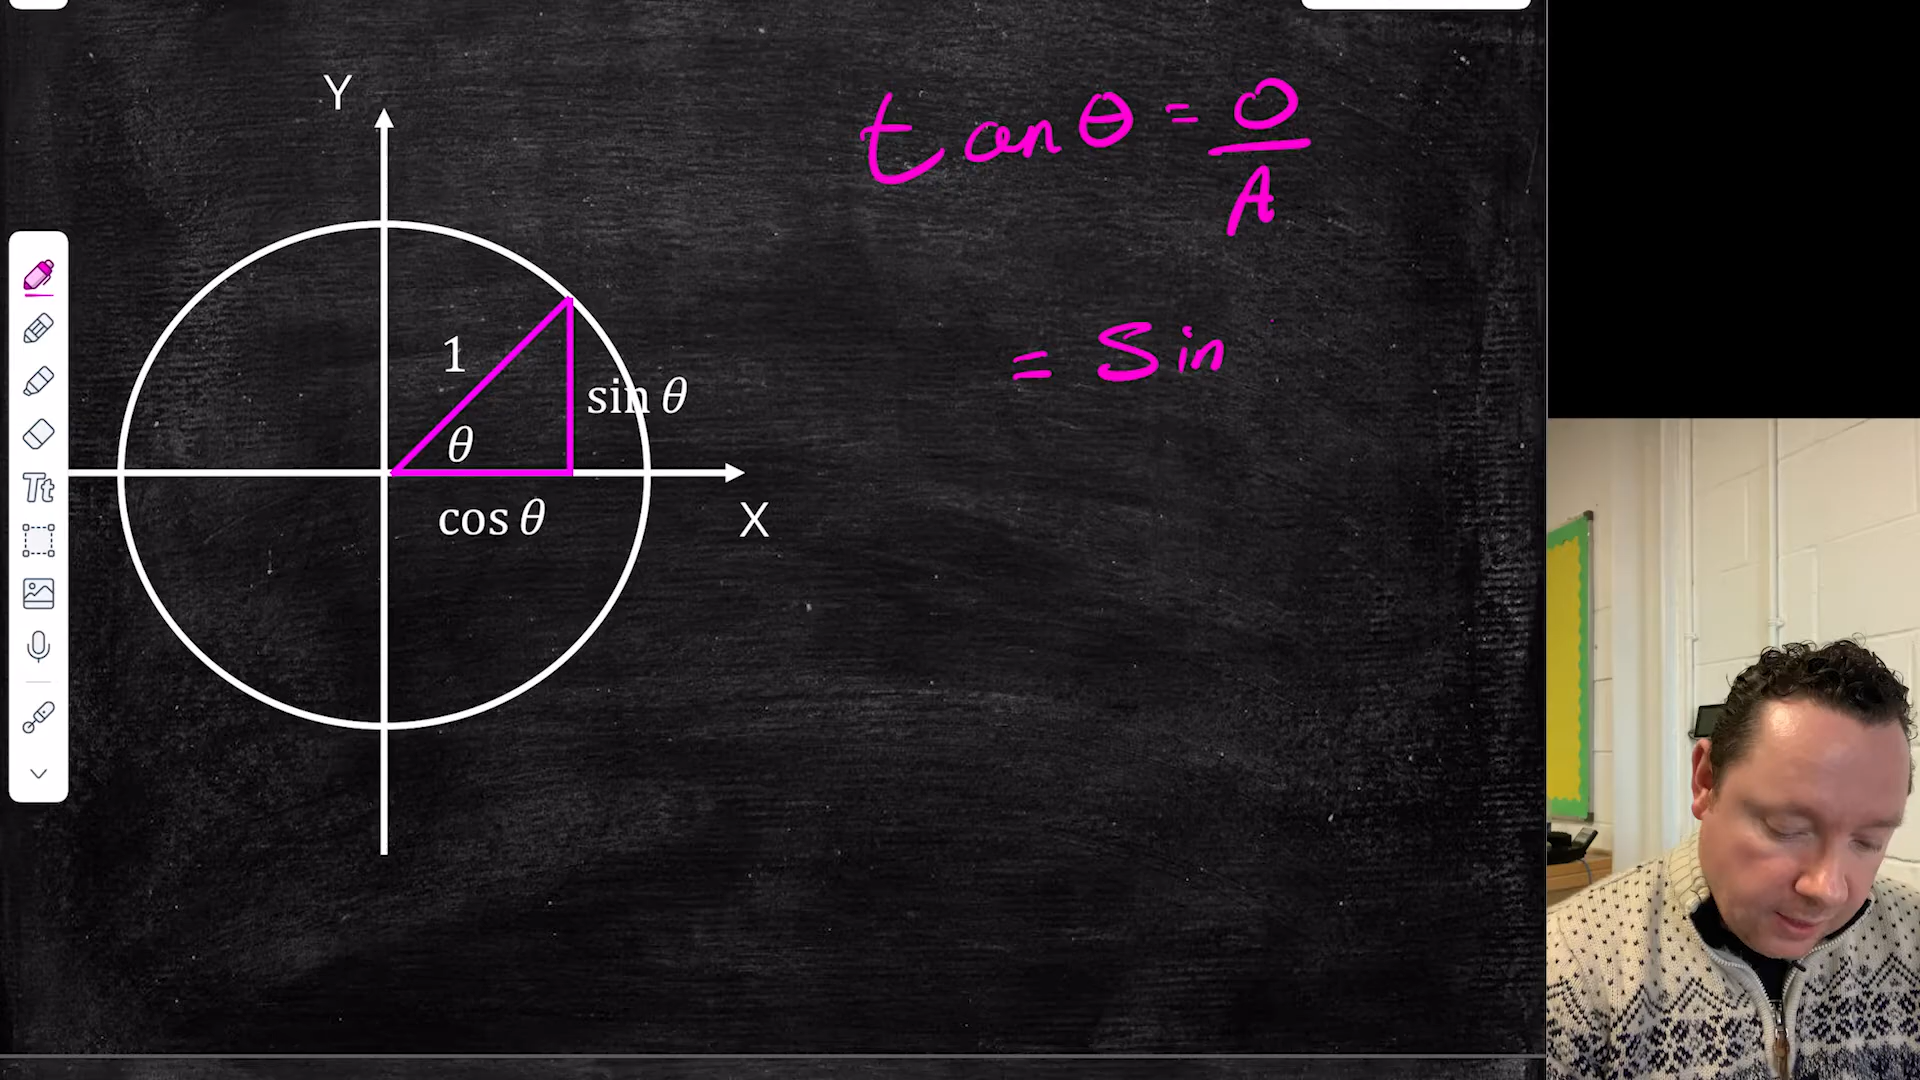 Y
tan θ = O
A
1
= Sin
sin θ
θ
Tt
cos θ
X